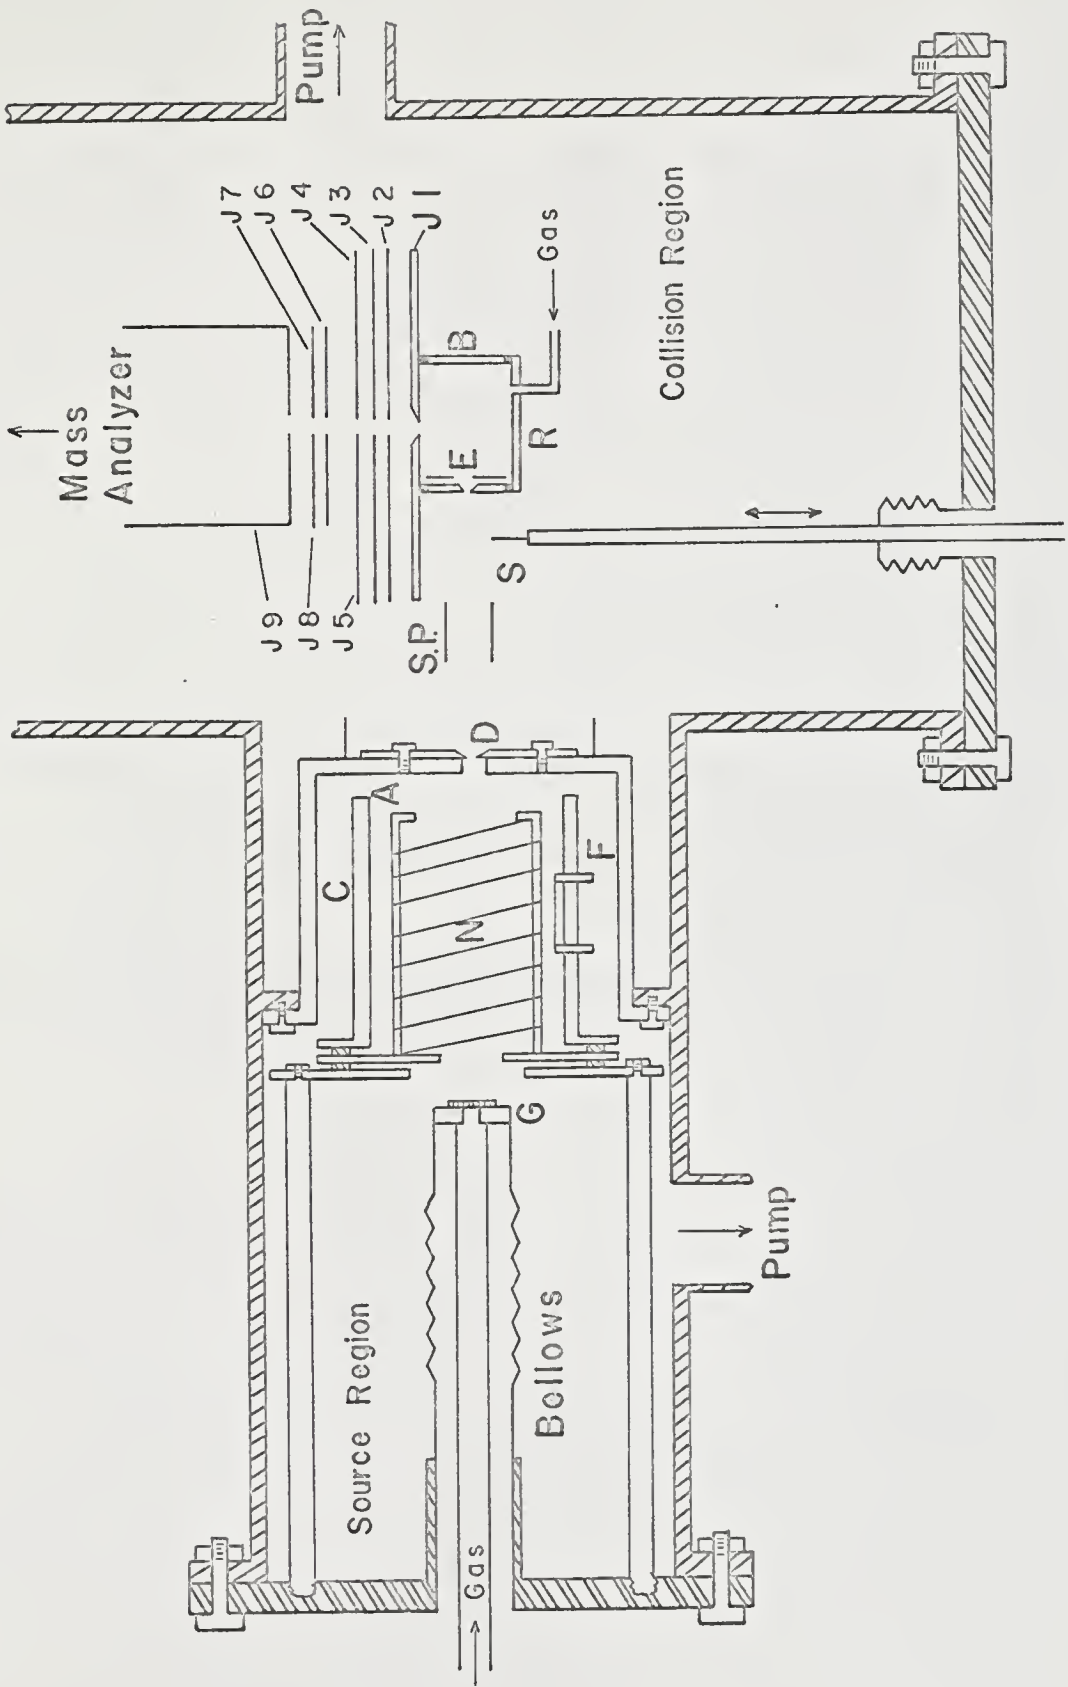 Pump
Mass
Analyzer
J7
J6
J4
J3
J2
J1
J9
J8
J5
S.P.
B
E
R
Gas
S
Collision Region
D
A
C
N
F
G
Source Region
Bellows
Gas
Pump